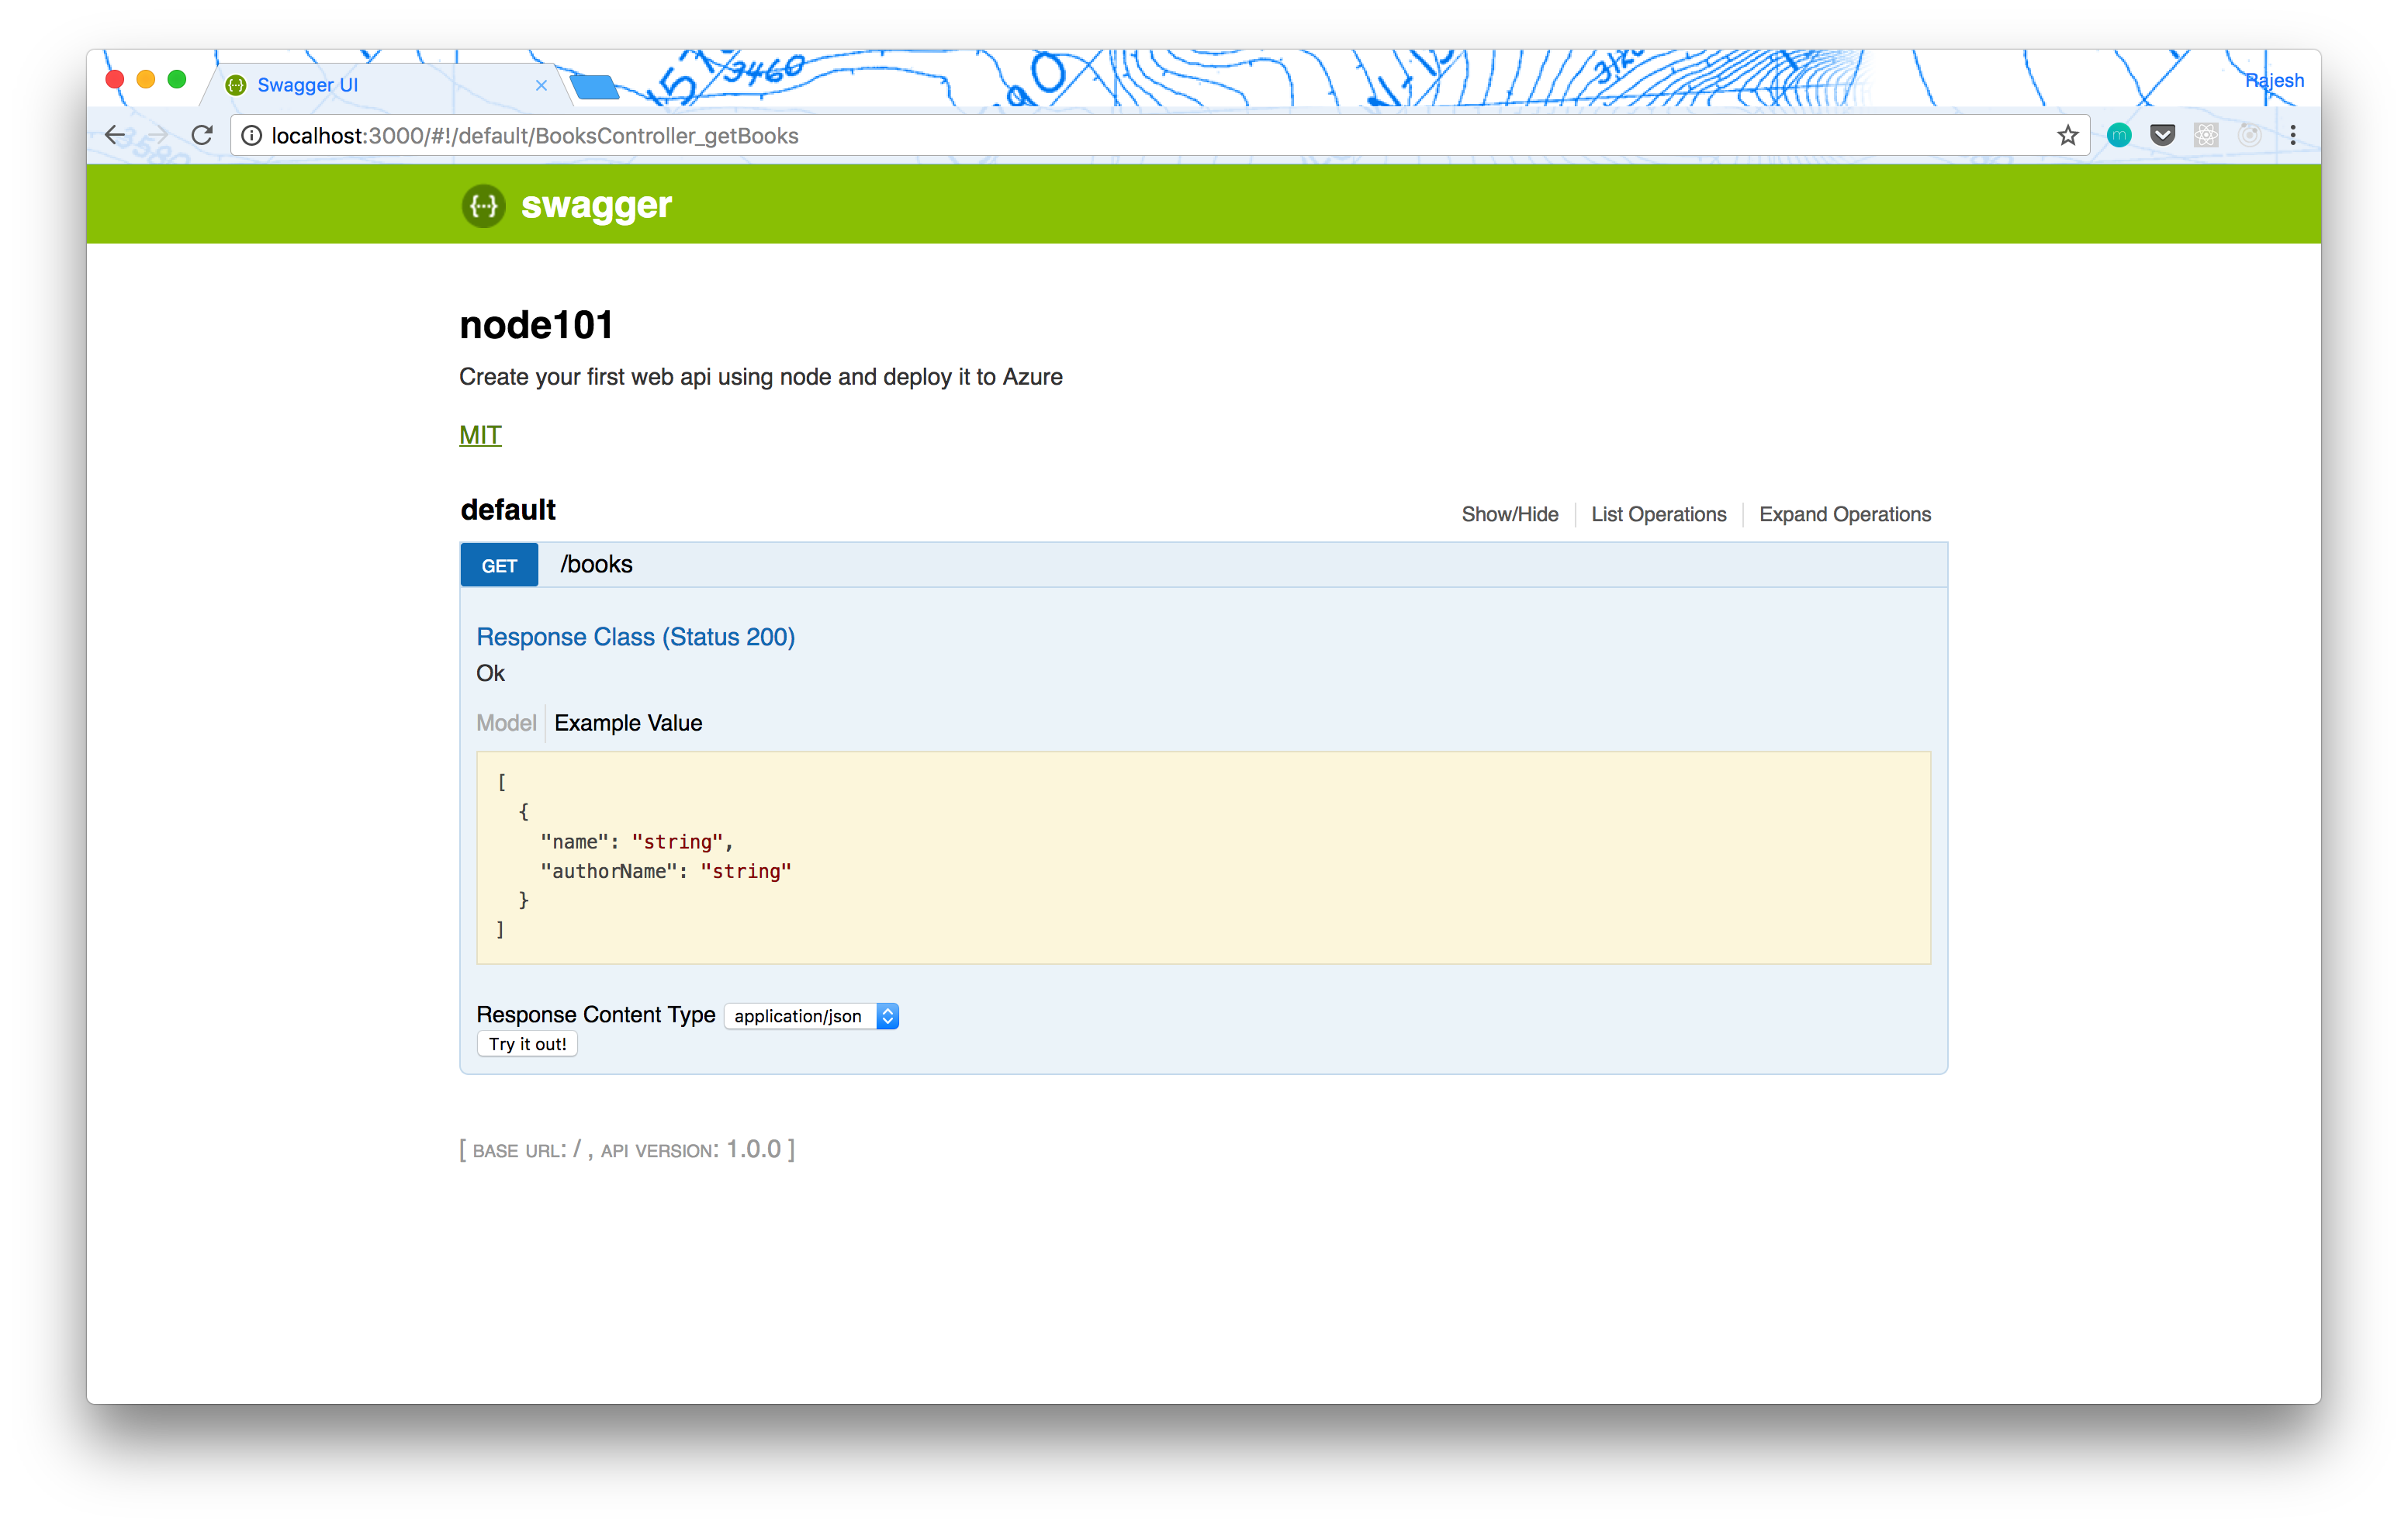 Swagger UI
3460
Rajesh
localhost:3000/#!/default/BooksController_getBooks
3580
swagger
node101
Create your first web api using node and deploy it to Azure
MIT
default
Show/Hide
List Operations
Expand Operations
GET
/books
Response Class (Status 200)
Ok
Model
Example Value
[
{
"name": "string",
"authorName": "string"
}
]
Response Content Type
application/json
Try it out!
[ BASE URL: / , API VERSION: 1.0.0 ]